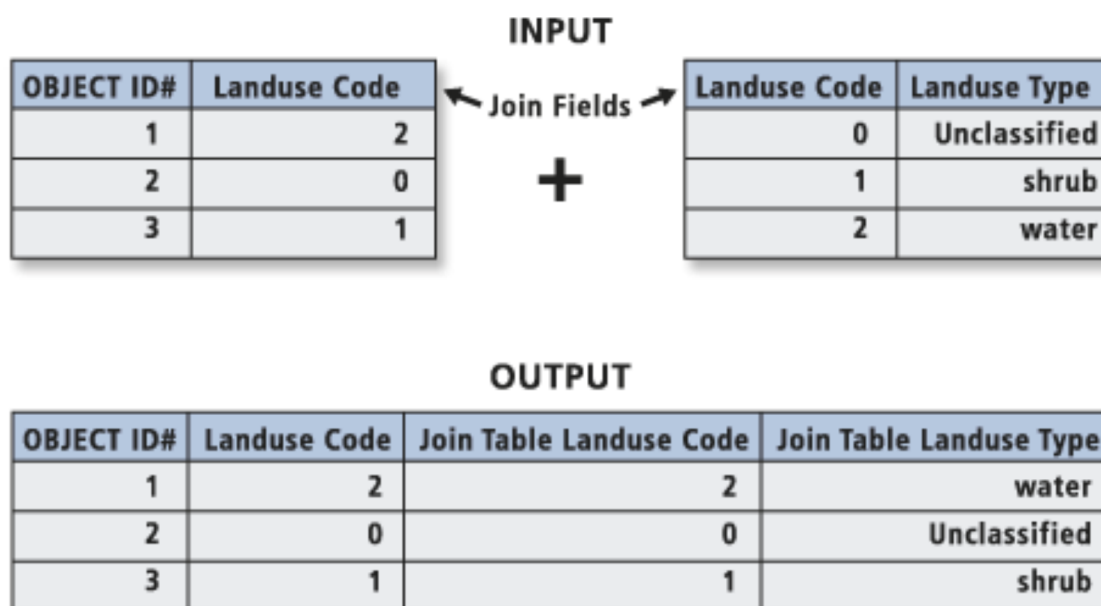 INPUT
OBJECT ID# Landuse Code Join Fields Landuse Code Landuse Type
1 2 0 Unclassified
2 0 + 1 shrub
3 1 2 water
OUTPUT
OBJECT ID# Landuse Code Join Table Landuse Code Join Table Landuse Type
1 2 2 water
2 0 0 Unclassified
3 1 1 shrub